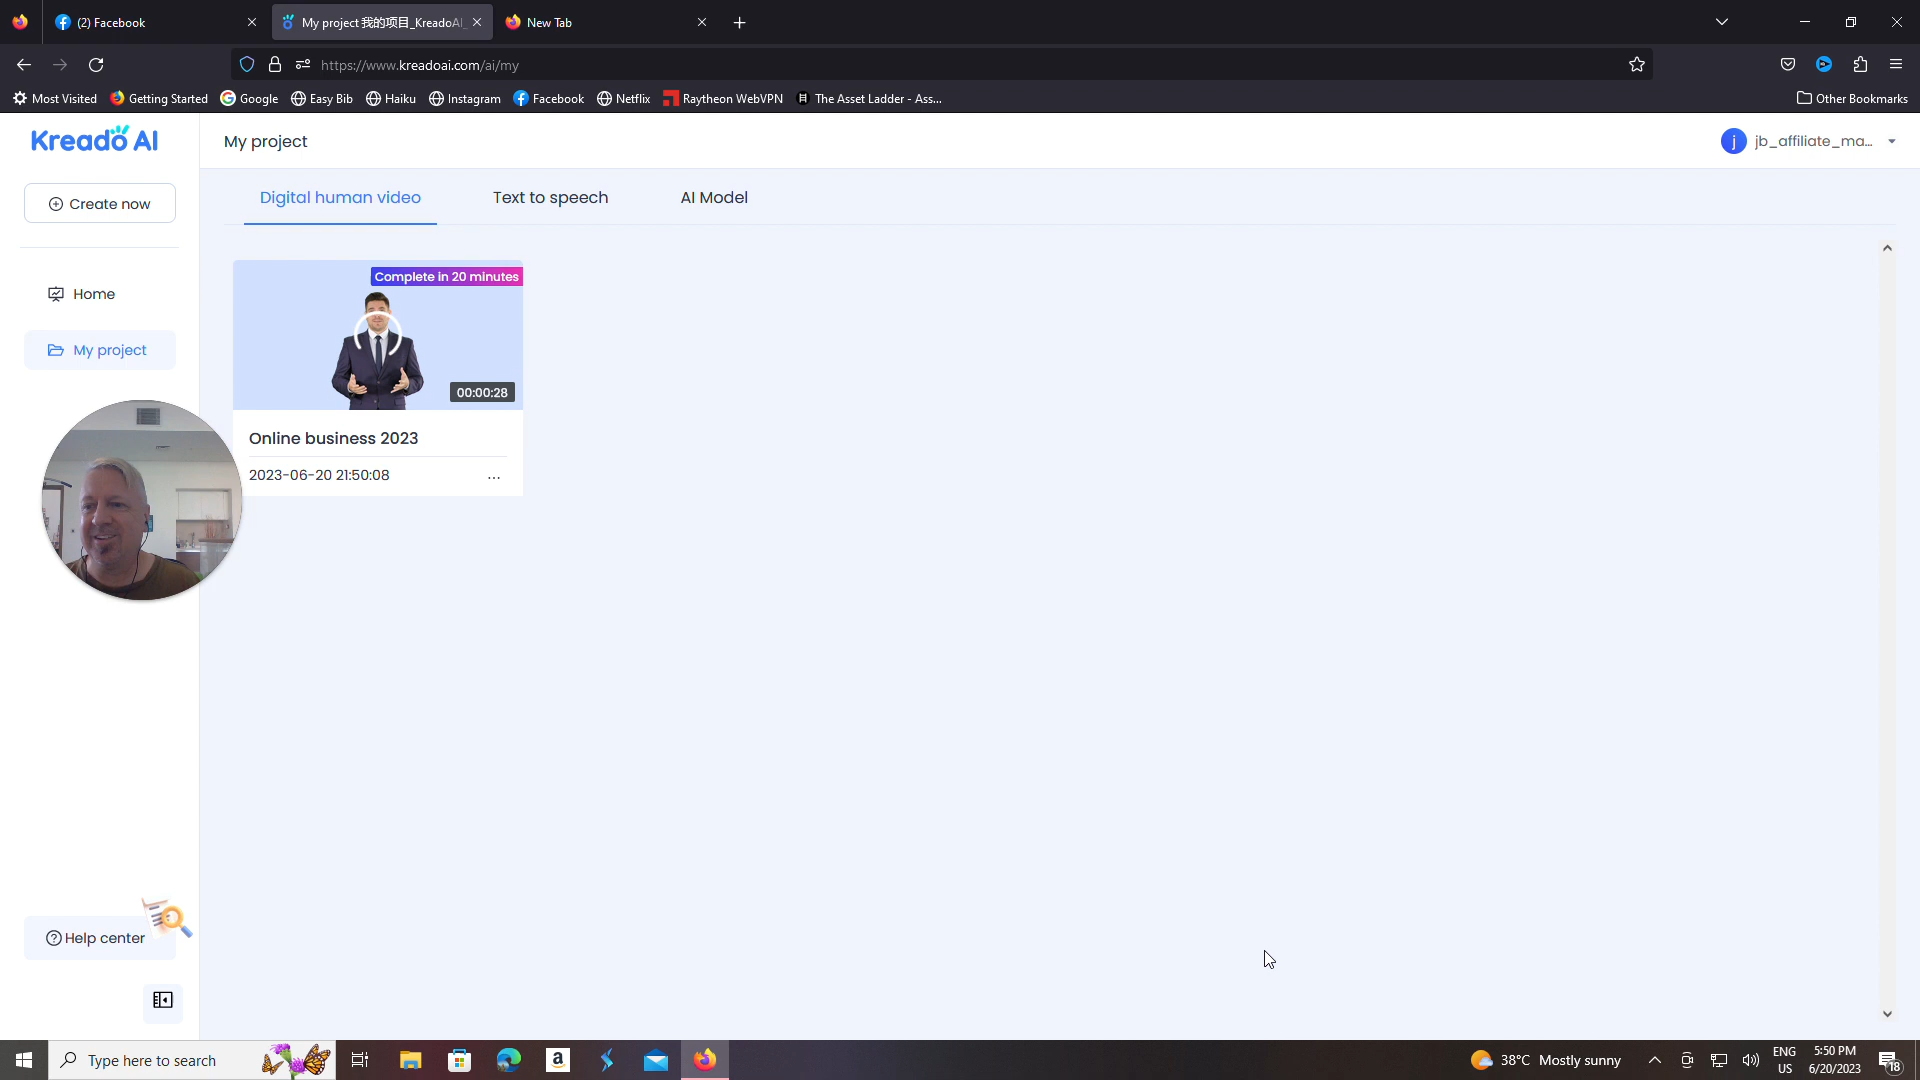 (2) Facebook
My project 我的项目_KreadoAI_
New Tab
https://www.kreadoai.com/ai/my
Most Visited
Getting Started
Google
Easy Bib
Haiku
Instagram
Facebook
Netflix
Raytheon WebVPN
The Asset Ladder - Ass...
Other Bookmarks
Kreado AI
My project
j
jb_affiliate_ma...
Create now
Digital human video
Text to speech
AI Model
Home
My project
Complete in 20 minutes
00:00:28
Online business 2023
2023-06-20 21:50:08
...
Help center
Type here to search
a
38°C Mostly sunny
ENG
US
5:50 PM
6/20/2023
18